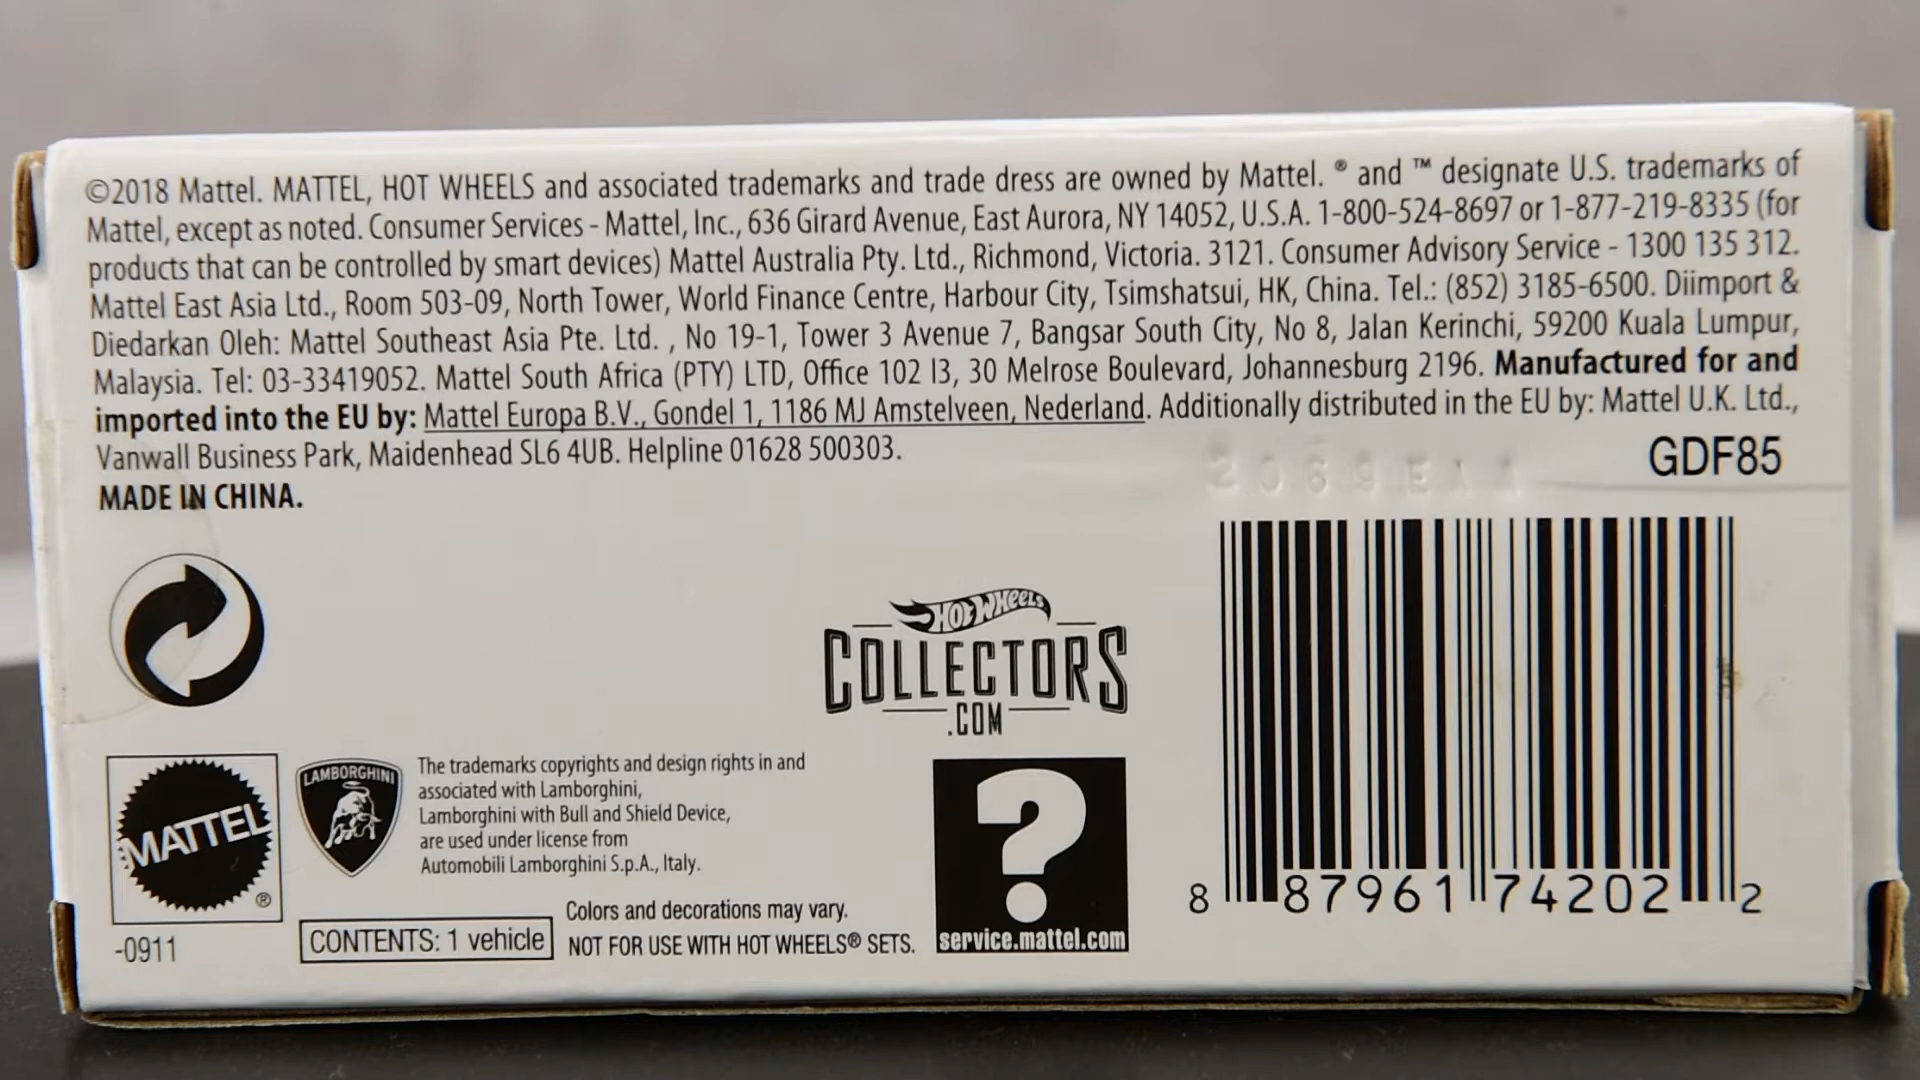 ©2018 Mattel. MATTEL, HOT WHEELS and associated trademarks and trade dress are owned by Mattel. ® and ™ designate U.S. trademarks of
Mattel, except as noted. Consumer Services - Mattel, Inc., 636 Girard Avenue, East Aurora, NY 14052, U.S.A. 1-800-524-8697 or 1-877-219-8335 (for
products that can be controlled by smart devices) Mattel Australia Pty. Ltd., Richmond, Victoria. 3121. Consumer Advisory Service - 1300 135 312.
Mattel East Asia Ltd., Room 503-09, North Tower, World Finance Centre, Harbour City, Tsimshatsui, HK, China. Tel.: (852) 3185-6500. Diimport &
Diedarkan Oleh: Mattel Southeast Asia Pte. Ltd. , No 19-1, Tower 3 Avenue 7, Bangsar South City, No 8, Jalan Kerinchi, 59200 Kuala Lumpur,
Malaysia. Tel: 03-33419052. Mattel South Africa (PTY) LTD, Office 102 I3, 30 Melrose Boulevard, Johannesburg 2196. Manufactured for and
imported into the EU by: Mattel Europa B.V., Gondel 1, 1186 MJ Amstelveen, Nederland. Additionally distributed in the EU by: Mattel U.K. Ltd.,
Vanwall Business Park, Maidenhead SL6 4UB. Helpline 01628 500303.
MADE IN CHINA.
GDF85
HOT WHEELS
COLLECTORS
.COM
MATTEL
®
-0911
LAMBORGHINI
The trademarks copyrights and design rights in and
associated with Lamborghini,
Lamborghini with Bull and Shield Device,
are used under license from
Automobili Lamborghini S.p.A., Italy.
CONTENTS: 1 vehicle
Colors and decorations may vary.
NOT FOR USE WITH HOT WHEELS® SETS.
?
service.mattel.com
8 87961 74202 2